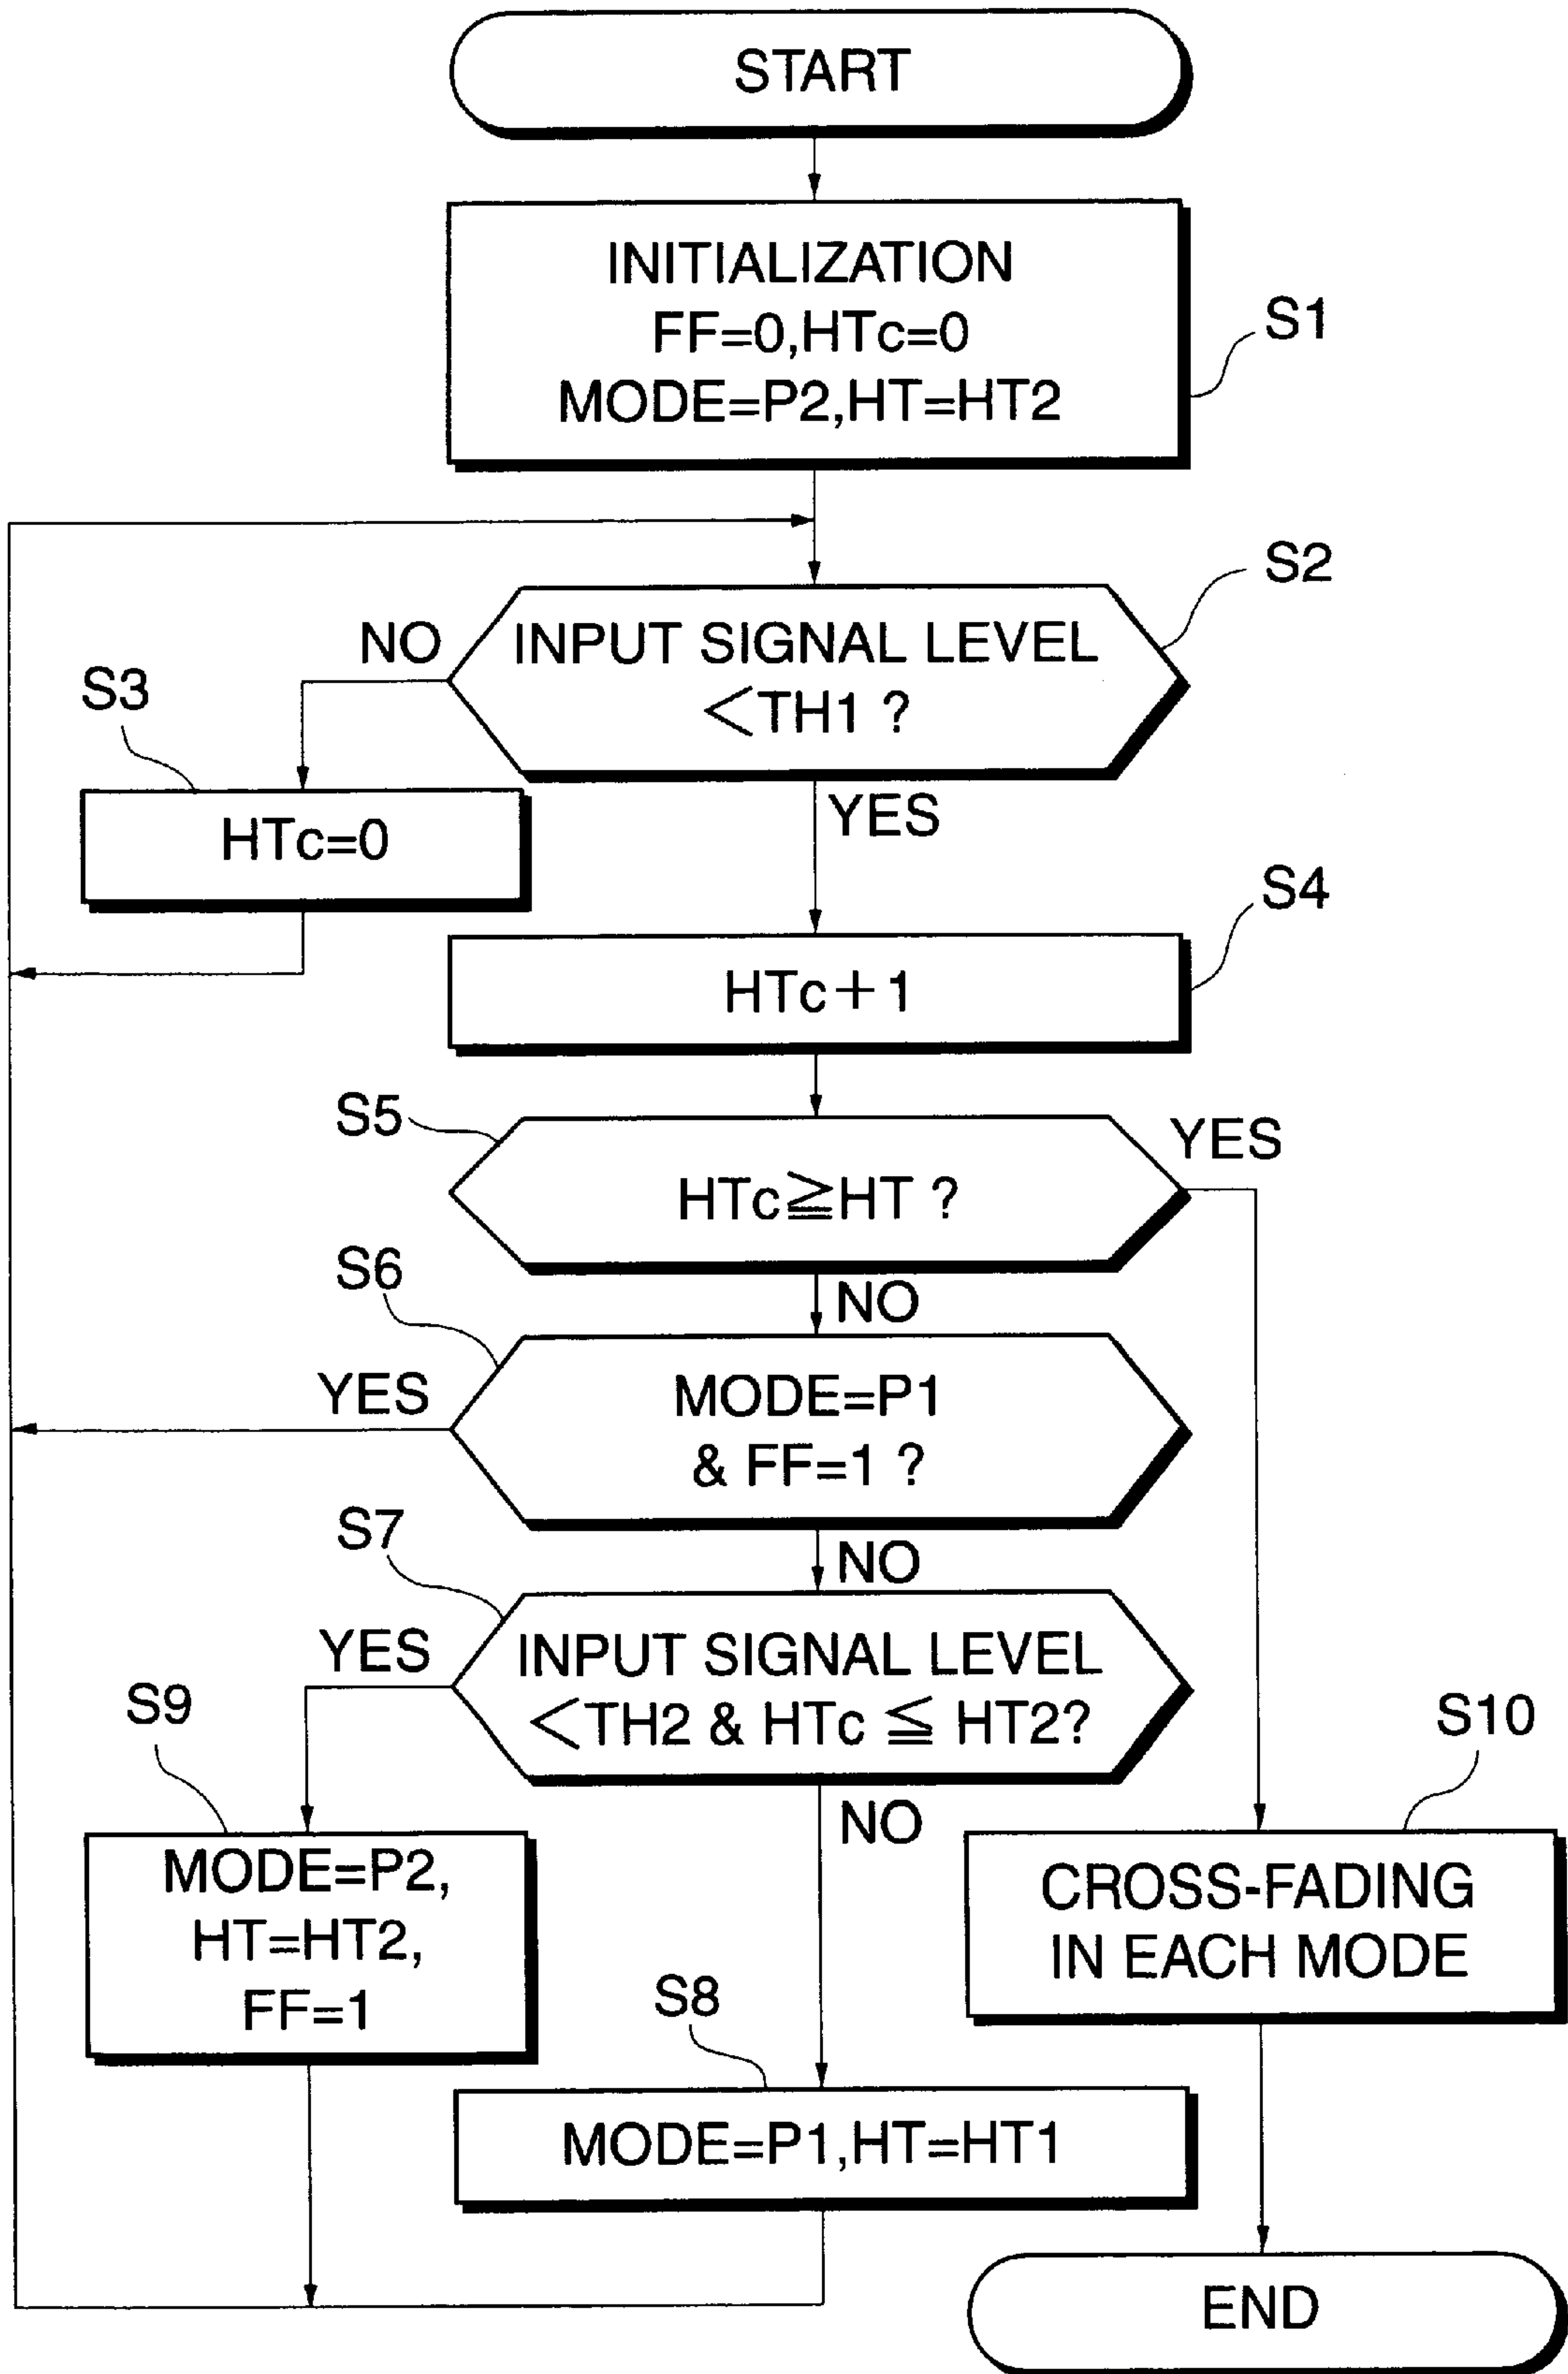 START
INITIALIZATION
FF=0,HTc=0
MODE=P2,HT=HT2
S1
S2
NO
INPUT SIGNAL LEVEL
<TH1 ?
S3
YES
HTc=0
S4
HTc+1
S5
YES
HTc≧HT ?
S6
NO
YES
MODE=P1
& FF=1 ?
S7
NO
YES
INPUT SIGNAL LEVEL
<TH2 & HTc ≦ HT2?
S9
S10
NO
MODE=P2,
HT=HT2,
FF=1
CROSS-FADING
IN EACH MODE
S8
MODE=P1,HT=HT1
END